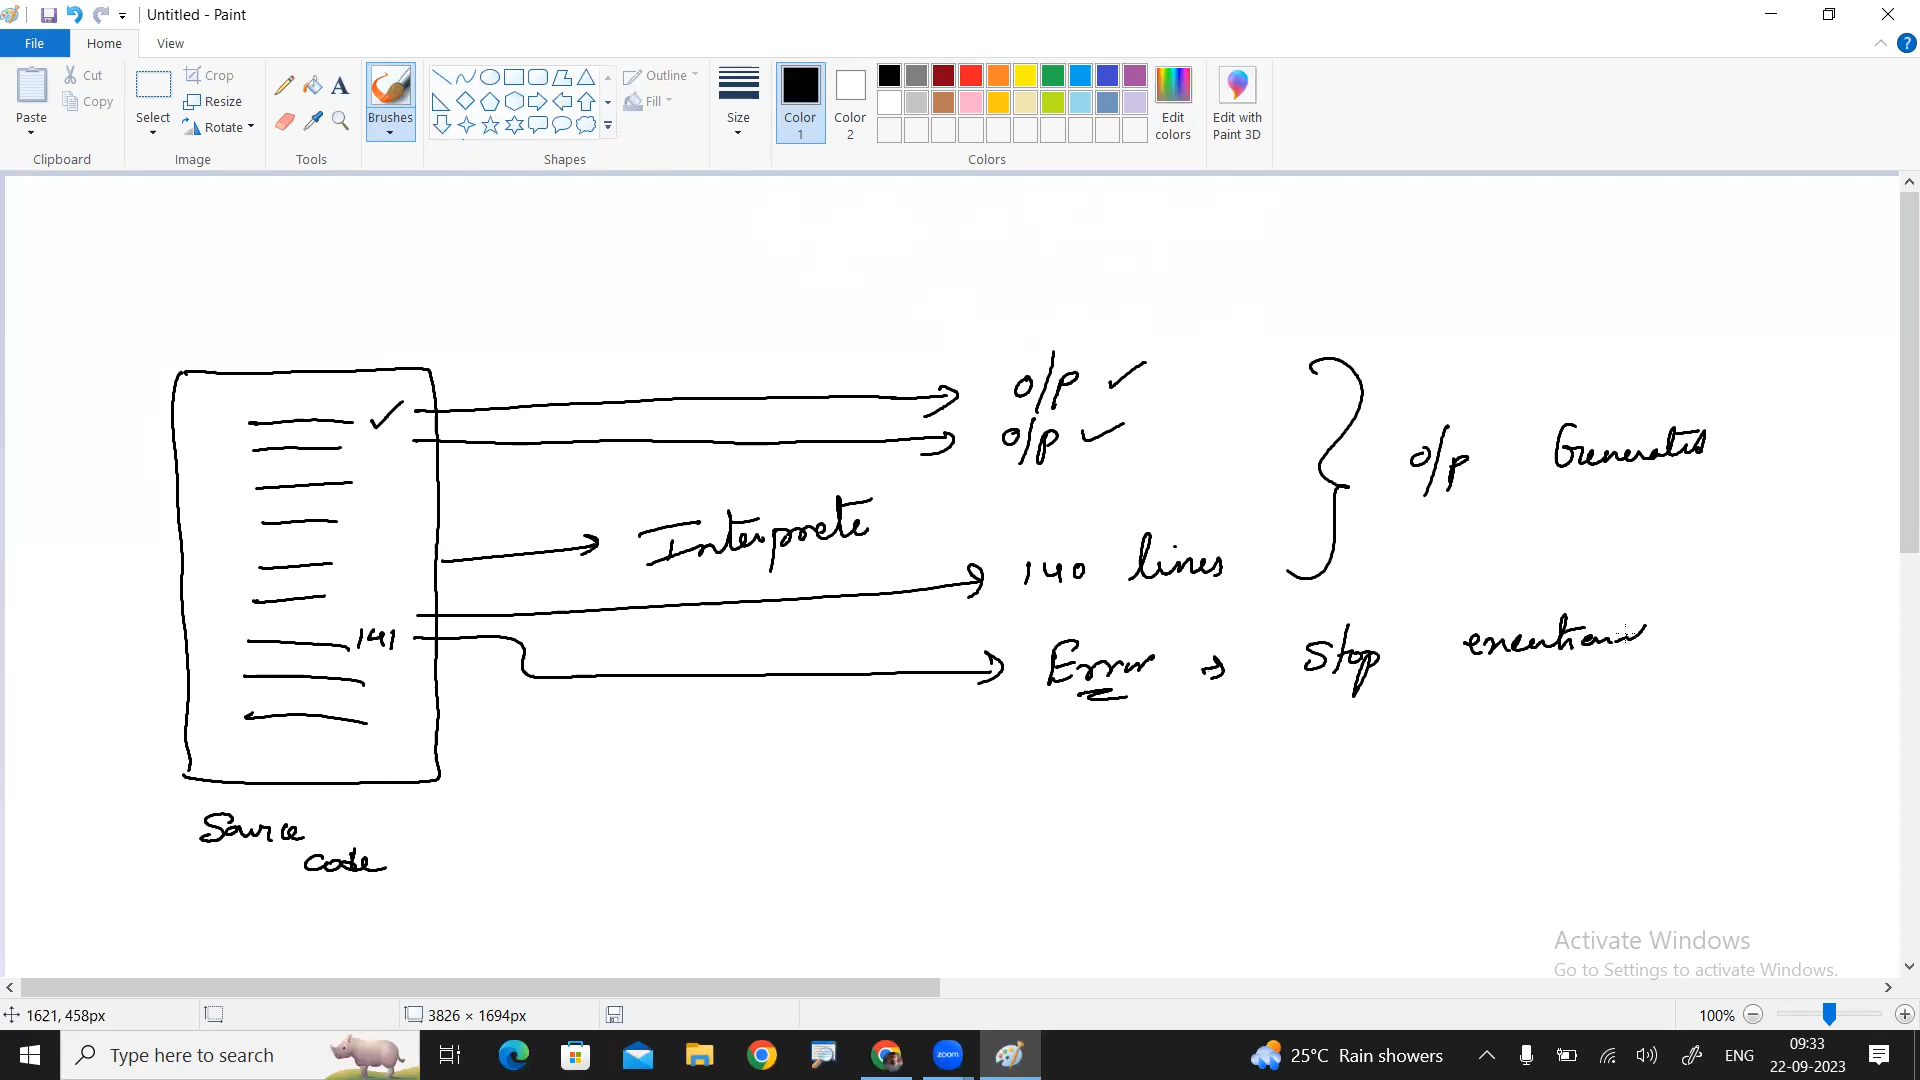 Untitled - Paint
File Home View
Cut
Copy
Paste
Clipboard
Crop
Resize
Rotate
Select
Image
Tools
Brushes
Shapes
Outline
Fill
Size
Color 1
Color 2
Edit colors
Edit with Paint 3D
Colors
O/P ✓
✓
O/P ✓
O/P Generates
Interprete
140 lines
141
Error → Stop execution
Source
code
Activate Windows
Go to Settings to activate Windows.
1621, 458px
3826 × 1694px
100%
Type here to search
zoom
25°C Rain showers
ENG
09:33
22-09-2023